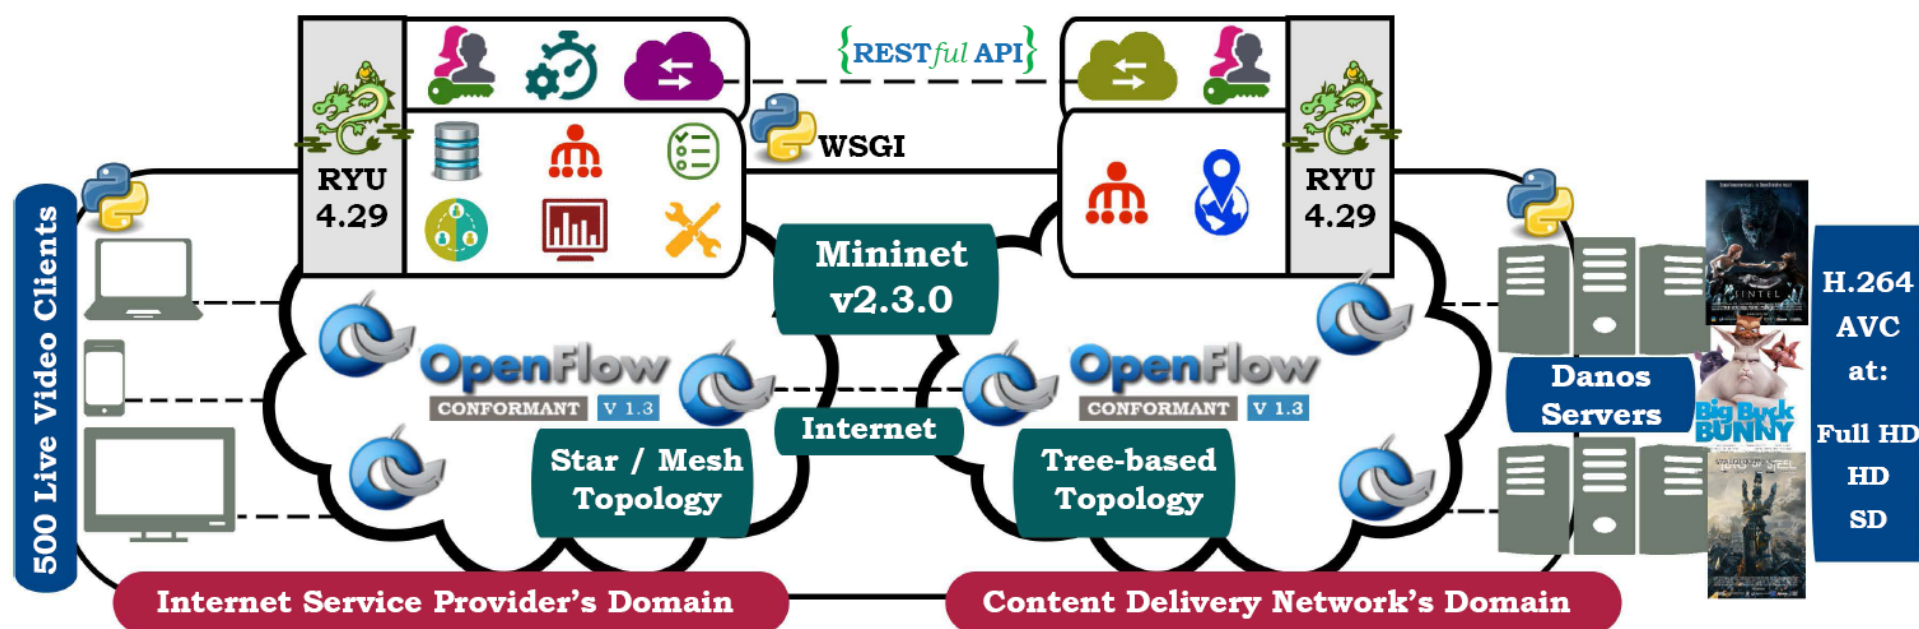 {RESTful API}
WSGI
RYU
4.29
RYU
4.29
500 Live Video Clients
Mininet
v2.3.0
OpenFlow
CONFORMANT V 1.3
OpenFlow
CONFORMANT V 1.3
Internet
Star / Mesh
Topology
Tree-based
Topology
Danos
Servers
SINTEL
Big Buck
BUNNY
H.264
AVC
at:
Full HD
HD
SD
Internet Service Provider's Domain
Content Delivery Network's Domain